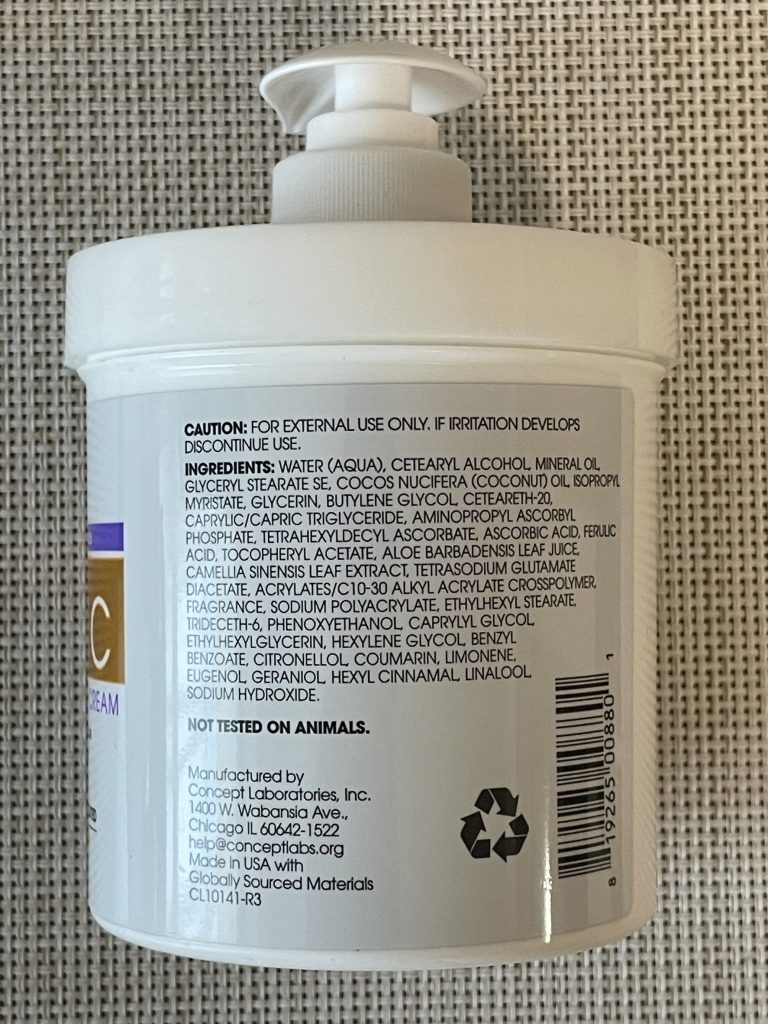 CAUTION: FOR EXTERNAL USE ONLY. IF IRRITATION DEVELOPS
DISCONTINUE USE.
INGREDIENTS: WATER (AQUA), CETEARYL ALCOHOL, MINERAL OIL,
GLYCERYL STEARATE SE, COCOS NUCIFERA (COCONUT) OIL, ISOPROPYL
MYRISTATE, GLYCERIN, BUTYLENE GLYCOL, CETEARETH-20,
CAPRYLIC/CAPRIC TRIGLYCERIDE, AMINOPROPYL ASCORBYL
PHOSPHATE, TETRAHEXYLDECYL ASCORBATE, ASCORBIC ACID, FERULIC
ACID, TOCOPHERYL ACETATE, ALOE BARBADENSIS LEAF JUICE,
CAMELLIA SINENSIS LEAF EXTRACT, TETRASODIUM GLUTAMATE
DIACETATE, ACRYLATES/C10-30 ALKYL ACRYLATE CROSSPOLYMER,
FRAGRANCE, SODIUM POLYACRYLATE, ETHYLHEXYL STEARATE,
TRIDECETH-6, PHENOXYETHANOL, CAPRYLYL GLYCOL,
ETHYLHEXYLGLYCERIN, HEXYLENE GLYCOL, BENZYL
BENZOATE, CITRONELLOL, COUMARIN, LIMONENE,
EUGENOL, GERANIOL, HEXYL CINNAMAL, LINALOOL,
SODIUM HYDROXIDE.
NOT TESTED ON ANIMALS.
Manufactured by
Concept Laboratories, Inc.
1400 W. Wabansia Ave.,
Chicago IL 60642-1522
help@conceptlabs.org
Made in USA with
Globally Sourced Materials
CL10141-R3
C
CREAM
8 19265 00880 1